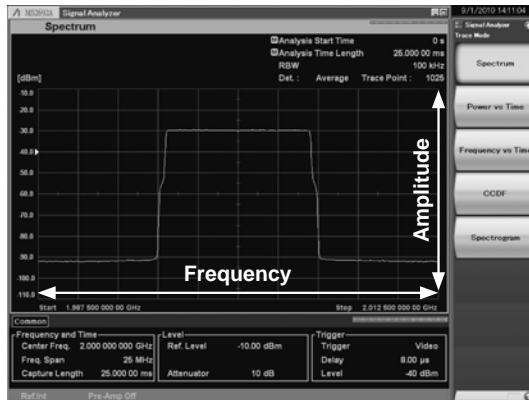 MS2692A Signal Analyzer
9/1/2010 14:11:04
Spectrum
Signal Analyzer
Trace Mode
Analysis Start Time 0 s
Analysis Time Length 25.000 00 ms
RBW 100 kHz
Det. : Average Trace Point : 1025
[dBm]
-10.0
-20.0
-30.0
-40.0
-50.0
-60.0
-70.0
-80.0
-90.0
-100.0
-110.0
Amplitude
Frequency
Start 1.987 500 000 00 GHz
Stop 2.012 500 000 00 GHz
Spectrum
Power vs Time
Frequency vs Time
CCDF
Spectrogram
Common
Frequency and Time
Center Freq. 2.000 000 000 GHz
Freq. Span 25 MHz
Capture Length 25.000 00 ms
Level
Ref. Level -10.00 dBm
Attenuator 10 dB
Trigger
Trigger Video
Delay 8.00 µs
Level -40 dBm
Ref.Int Pre-Amp Off